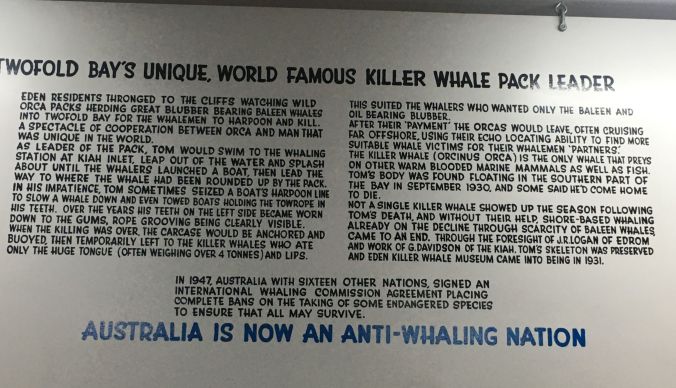 TWOFOLD BAY'S UNIQUE, WORLD FAMOUS KILLER WHALE PACK LEADER
EDEN RESIDENTS THRONGED TO THE CLIFFS WATCHING WILD
ORCA PACKS HERDING GREAT BLUBBER BEARING BALEEN WHALES
INTO TWOFOLD BAY FOR THE WHALEMEN TO HARPOON AND KILL.
A SPECTACLE OF COOPERATION BETWEEN ORCA AND MAN THAT
WAS UNIQUE IN THE WORLD.
AS LEADER OF THE PACK, TOM WOULD SWIM TO THE WHALING
STATION AT KIAH INLET, LEAP OUT OF THE WATER AND SPLASH
ABOUT UNTIL THE WHALERS LAUNCHED A BOAT, THEN LEAD THE
WAY TO WHERE THE WHALE HAD BEEN ROUNDED UP BY THE PACK.
IN HIS IMPATIENCE, TOM SOMETIMES SEIZED A BOATS HARPOON LINE
TO SLOW A WHALE DOWN AND EVEN TOWED BOATS HOLDING THE TOWROPE IN
HIS TEETH. OVER THE YEARS HIS TEETH ON THE LEFT SIDE BECAME WORN
DOWN TO THE GUMS, ROPE GROOVING BEING CLEARLY VISIBLE.
WHEN THE KILLING WAS OVER, THE CARCASE WOULD BE ANCHORED AND
BUOYED, THEN TEMPORARILY LEFT TO THE KILLER WHALES WHO ATE
ONLY THE HUGE TONGUE (OFTEN WEIGHING OVER 4 TONNES) AND LIPS.
THIS SUITED THE WHALERS WHO WANTED ONLY THE BALEEN AND
OIL BEARING BLUBBER.
AFTER THEIR 'PAYMENT' THE ORCAS WOULD LEAVE, OFTEN CRUISING
FAR OFFSHORE, USING THEIR ECHO LOCATING ABILITY TO FIND MORE
SUITABLE WHALE VICTIMS FOR THEIR WHALEMEN 'PARTNERS'.
THE KILLER WHALE (ORCINUS ORCA) IS THE ONLY WHALE THAT PREYS
ON OTHER WARM BLOODED MARINE MAMMALS AS WELL AS FISH.
TOM'S BODY WAS FOUND FLOATING IN THE SOUTHERN PART OF
THE BAY IN SEPTEMBER 1930, AND SOME SAID HE'D COME HOME
TO DIE.
NOT A SINGLE KILLER WHALE SHOWED UP THE SEASON FOLLOWING
TOM'S DEATH, AND WITHOUT THEIR HELP, SHORE-BASED WHALING
ALREADY ON THE DECLINE THROUGH SCARCITY OF BALEEN WHALES,
CAME TO AN END. THROUGH THE FORESIGHT OF J.R.LOGAN OF EDROM
AND WORK OF G.DAVIDSON OF THE KIAH. TOM'S SKELETON WAS PRESERVED
AND EDEN KILLER WHALE MUSEUM CAME INTO BEING IN 1931.
IN 1947, AUSTRALIA WITH SIXTEEN OTHER NATIONS, SIGNED AN
INTERNATIONAL WHALING COMMISSION AGREEMENT PLACING
COMPLETE BANS ON THE TAKING OF SOME ENDANGERED SPECIES
TO ENSURE THAT ALL MAY SURVIVE.
AUSTRALIA IS NOW AN ANTI-WHALING NATION